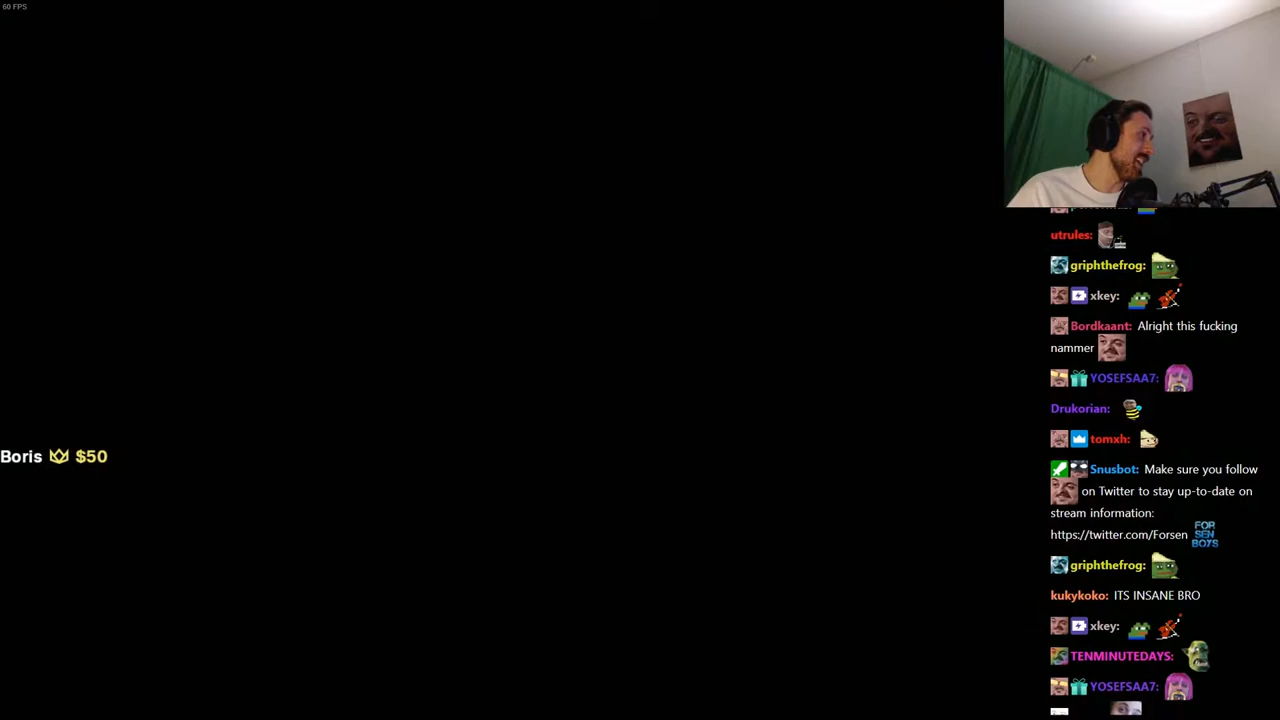 60 FPS
utrules:
griphthefrog:
xkey:
Bordkaant: Alright this fucking
nammer
YOSEFSAA7:
Drukorian:
tomxh:
Boris $50
Snusbot: Make sure you follow
on Twitter to stay up-to-date on
stream information:
https://twitter.com/Forsen FOR SEN BOYS
griphthefrog:
kukykoko: ITS INSANE BRO
xkey:
TENMINUTEDAYS:
YOSEFSAA7: